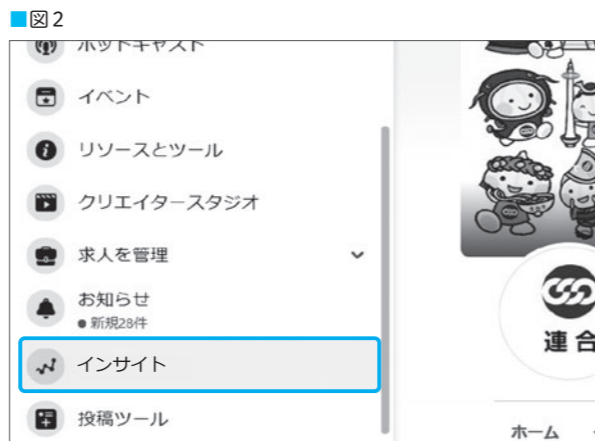 ■図2
ポッドキャスト
イベント
リソースとツール
クリエイタースタジオ
求人を管理
お知らせ
●新規28件
インサイト
投稿ツール
連合
ホーム